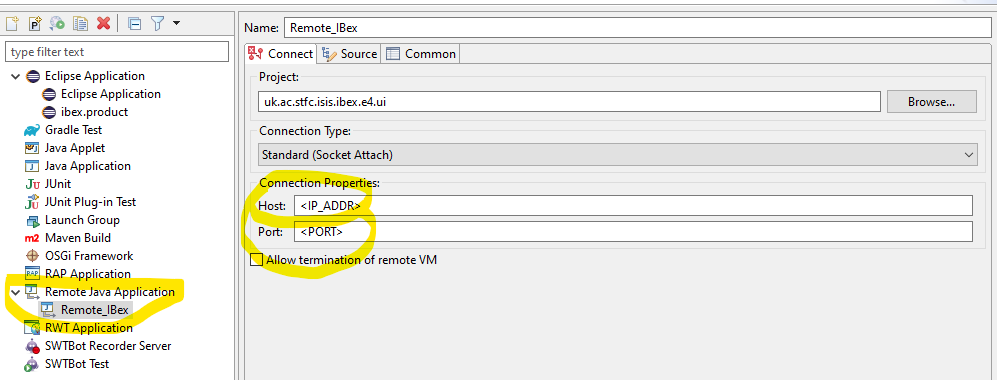 type filter text
Eclipse Application
Eclipse Application
ibex.product
Gradle Test
Java Applet
Java Application
JU JUnit
JU JUnit Plug-in Test
Launch Group
m2 Maven Build
OSGi Framework
RAP RAP Application
Remote Java Application
Remote_IBex
RWT Application
SWTBot Recorder Server
SWTBot Test
Name: Remote_IBex
Connect Source Common
Project:
uk.ac.stfc.isis.ibex.e4.ui Browse...
Connection Type:
Standard (Socket Attach)
Connection Properties:
Host: <IP_ADDR>
Port: <PORT>
Allow termination of remote VM